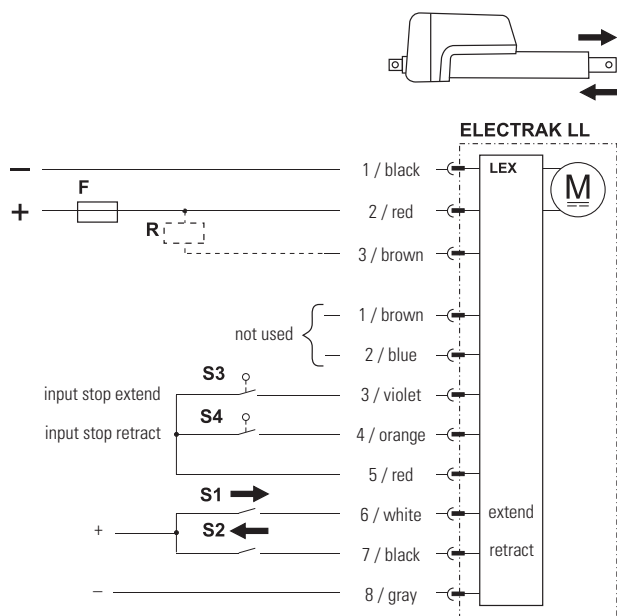 ELECTRAK LL
− 1 / black LEX M
F
+ 2 / red
R
3 / brown
1 / brown
not used
2 / blue
S3
input stop extend 3 / violet
S4
input stop retract 4 / orange
5 / red
S1
6 / white extend
+ S2
7 / black retract
− 8 / gray